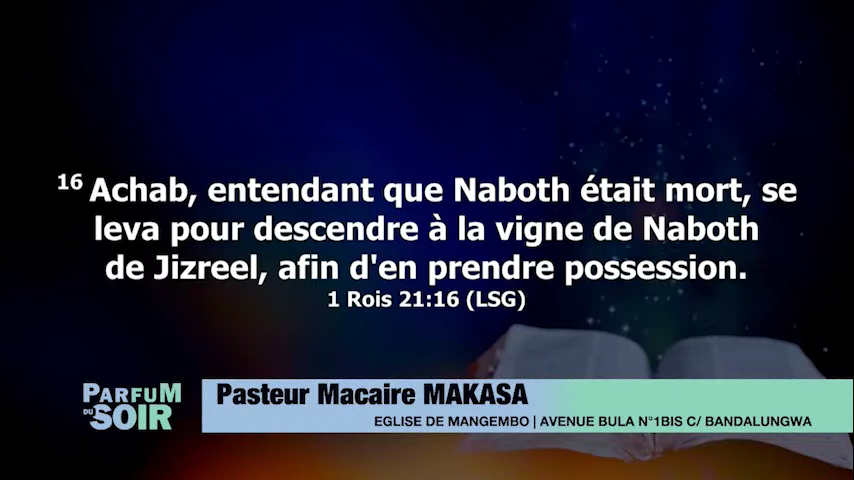 16 Achab, entendant que Naboth était mort, se
leva pour descendre à la vigne de Naboth
de Jizreel, afin d'en prendre possession.
1 Rois 21:16 (LSG)
PARFUM
DU SOIR
Pasteur Macaire MAKASA
EGLISE DE MANGEMBO | AVENUE BULA N°1BIS C/ BANDALUNGWA